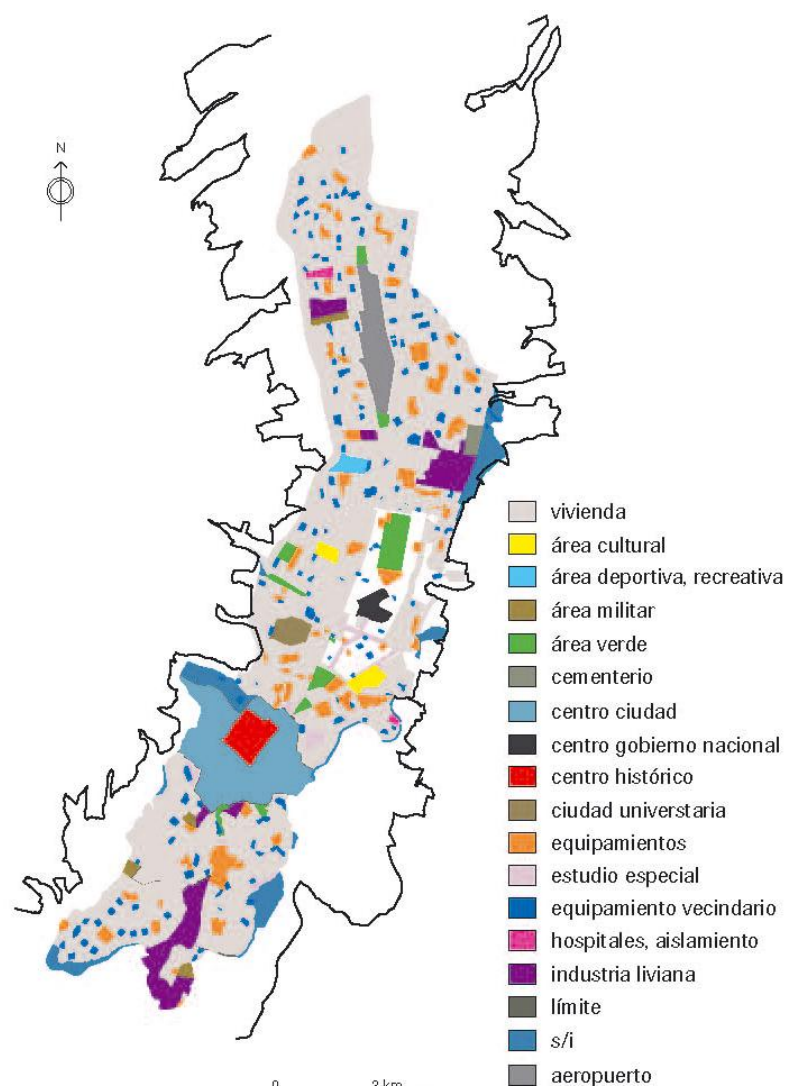 N
vivienda
área cultural
área deportiva, recreativa
área militar
área verde
cementerio
centro ciudad
centro gobierno nacional
centro histórico
ciudad universtaria
equipamientos
estudio especial
equipamiento vecindario
hospitales, aislamiento
industria liviana
límite
s/i
aeropuerto
0 3 km